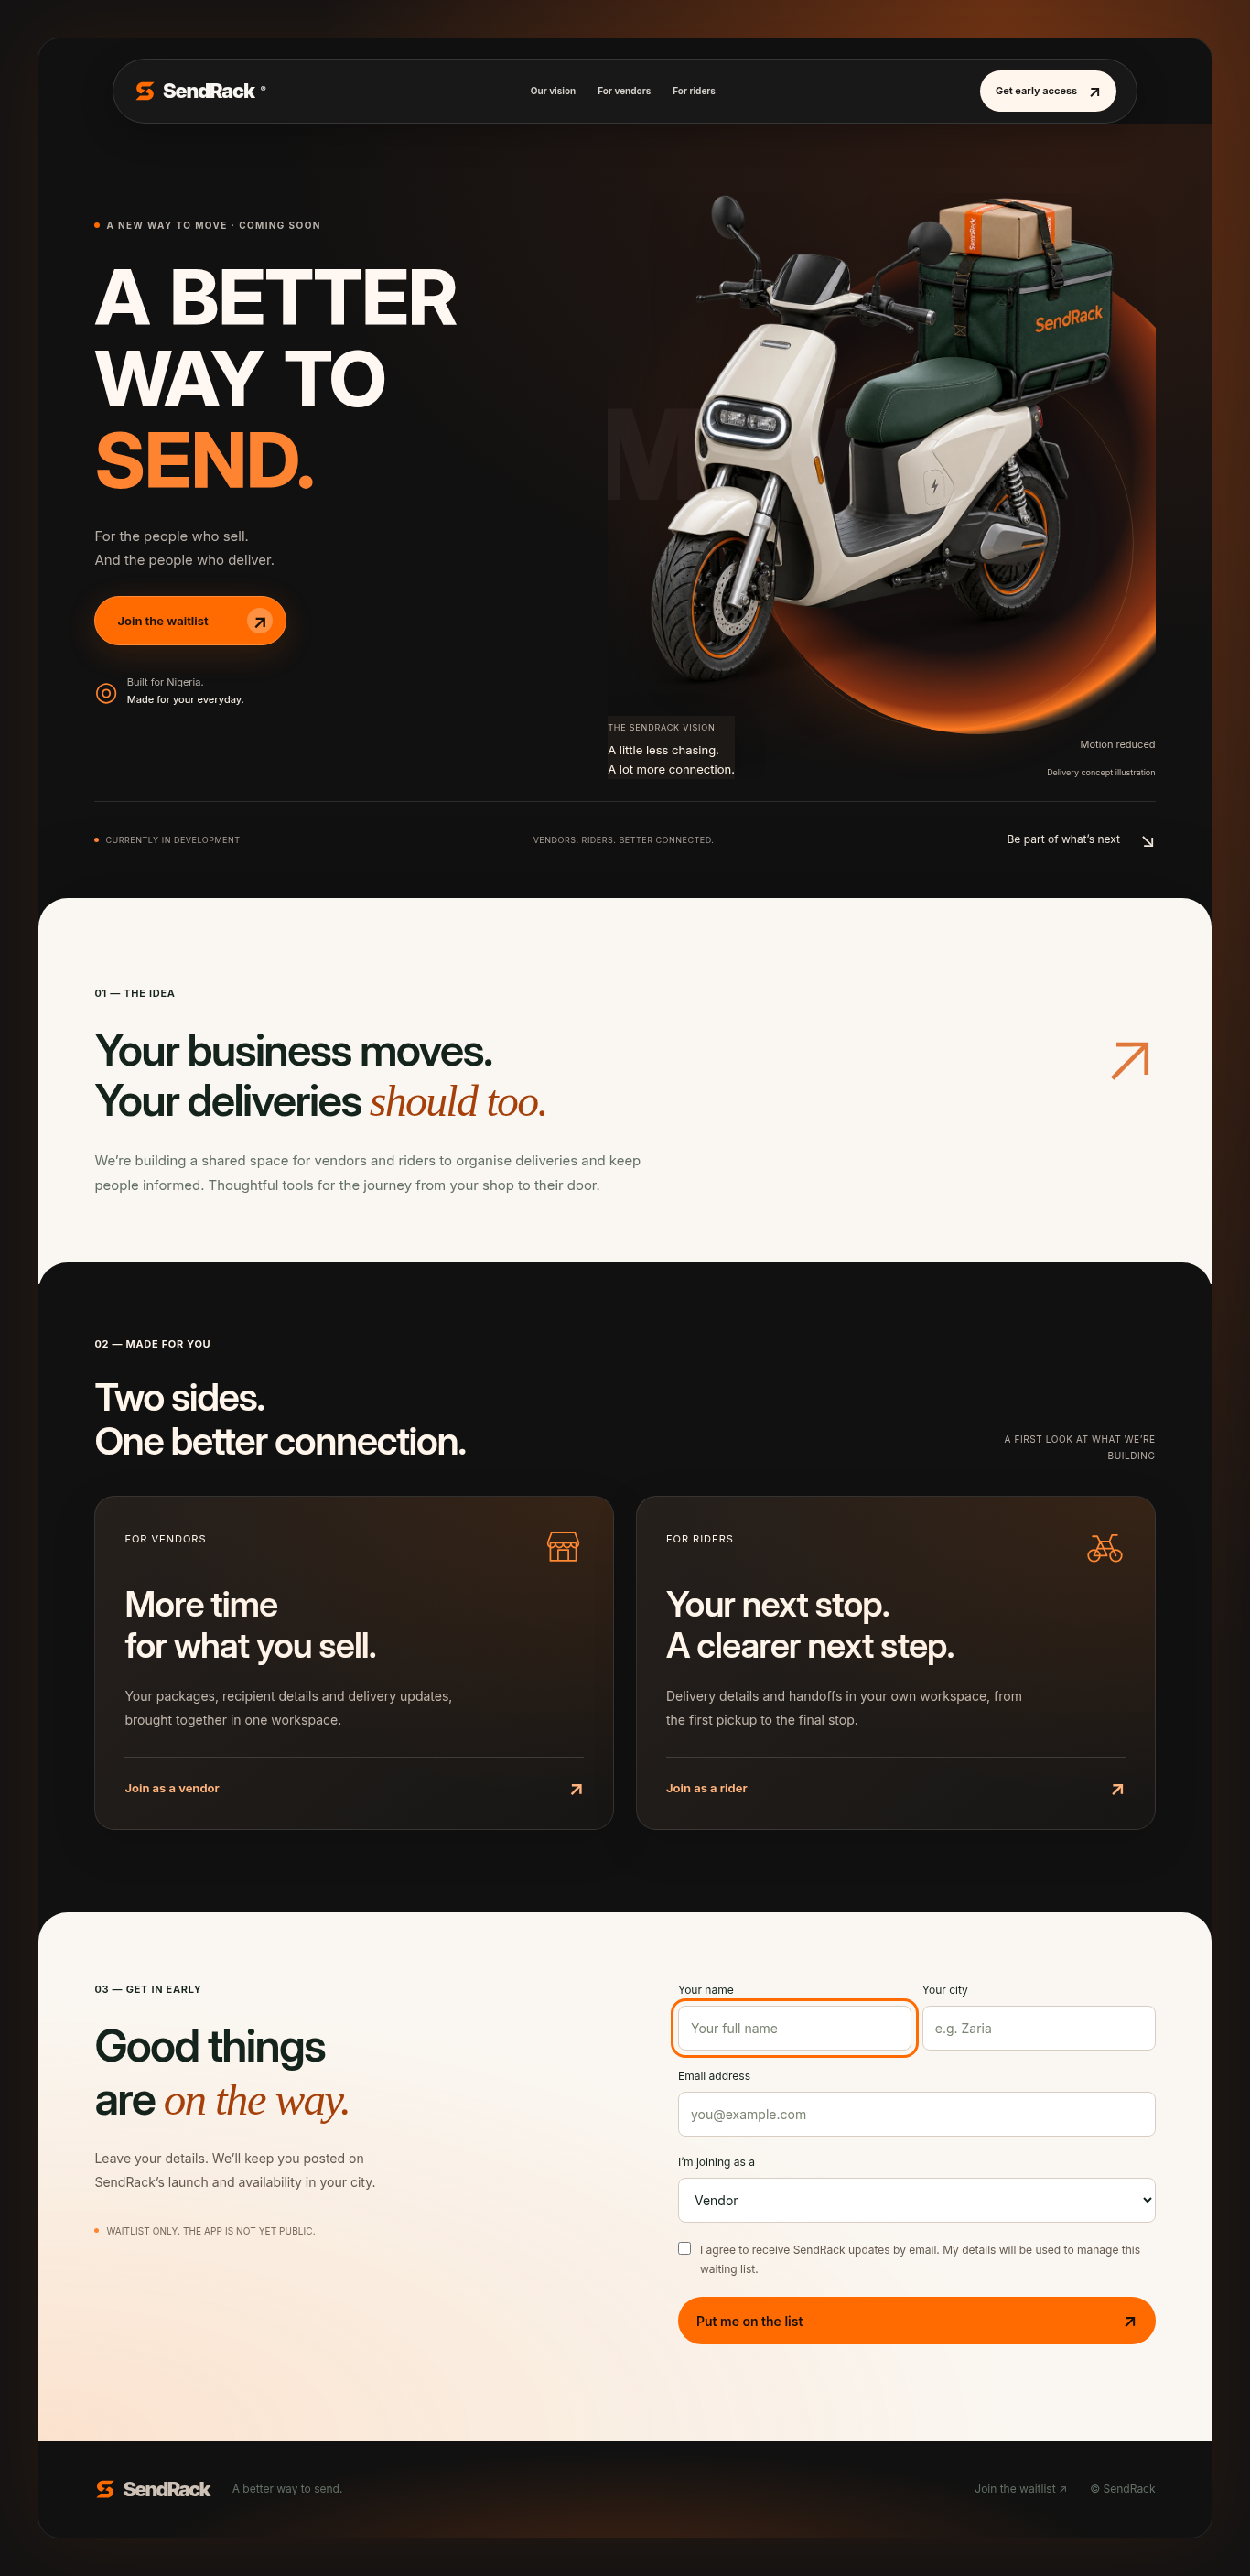 SendRack®
Our vision
For vendors
For riders
Get early access
A NEW WAY TO MOVE · COMING SOON
A BETTER
WAY TO
SEND.
For the people who sell.
And the people who deliver.
Join the waitlist
Built for Nigeria.
Made for your everyday.
SendRack
SendRack
M
THE SENDRACK VISION
A little less chasing.
A lot more connection.
Motion reduced
Delivery concept illustration
CURRENTLY IN DEVELOPMENT
VENDORS. RIDERS. BETTER CONNECTED.
Be part of what’s next
01 — THE IDEA
Your business moves.
Your deliveries should too.
We’re building a shared space for vendors and riders to organise deliveries and keep
people informed. Thoughtful tools for the journey from your shop to their door.
02 — MADE FOR YOU
Two sides.
One better connection.
A FIRST LOOK AT WHAT WE’RE
BUILDING
FOR VENDORS
More time
for what you sell.
Your packages, recipient details and delivery updates,
brought together in one workspace.
Join as a vendor
FOR RIDERS
Your next stop.
A clearer next step.
Delivery details and handoffs in your own workspace, from
the first pickup to the final stop.
Join as a rider
03 — GET IN EARLY
Good things
are on the way.
Leave your details. We’ll keep you posted on
SendRack’s launch and availability in your city.
WAITLIST ONLY. THE APP IS NOT YET PUBLIC.
Your name
Your full name
Your city
e.g. Zaria
Email address
you@example.com
I’m joining as a
Vendor
I agree to receive SendRack updates by email. My details will be used to manage this
waiting list.
Put me on the list
SendRack
A better way to send.
Join the waitlist ↗
© SendRack